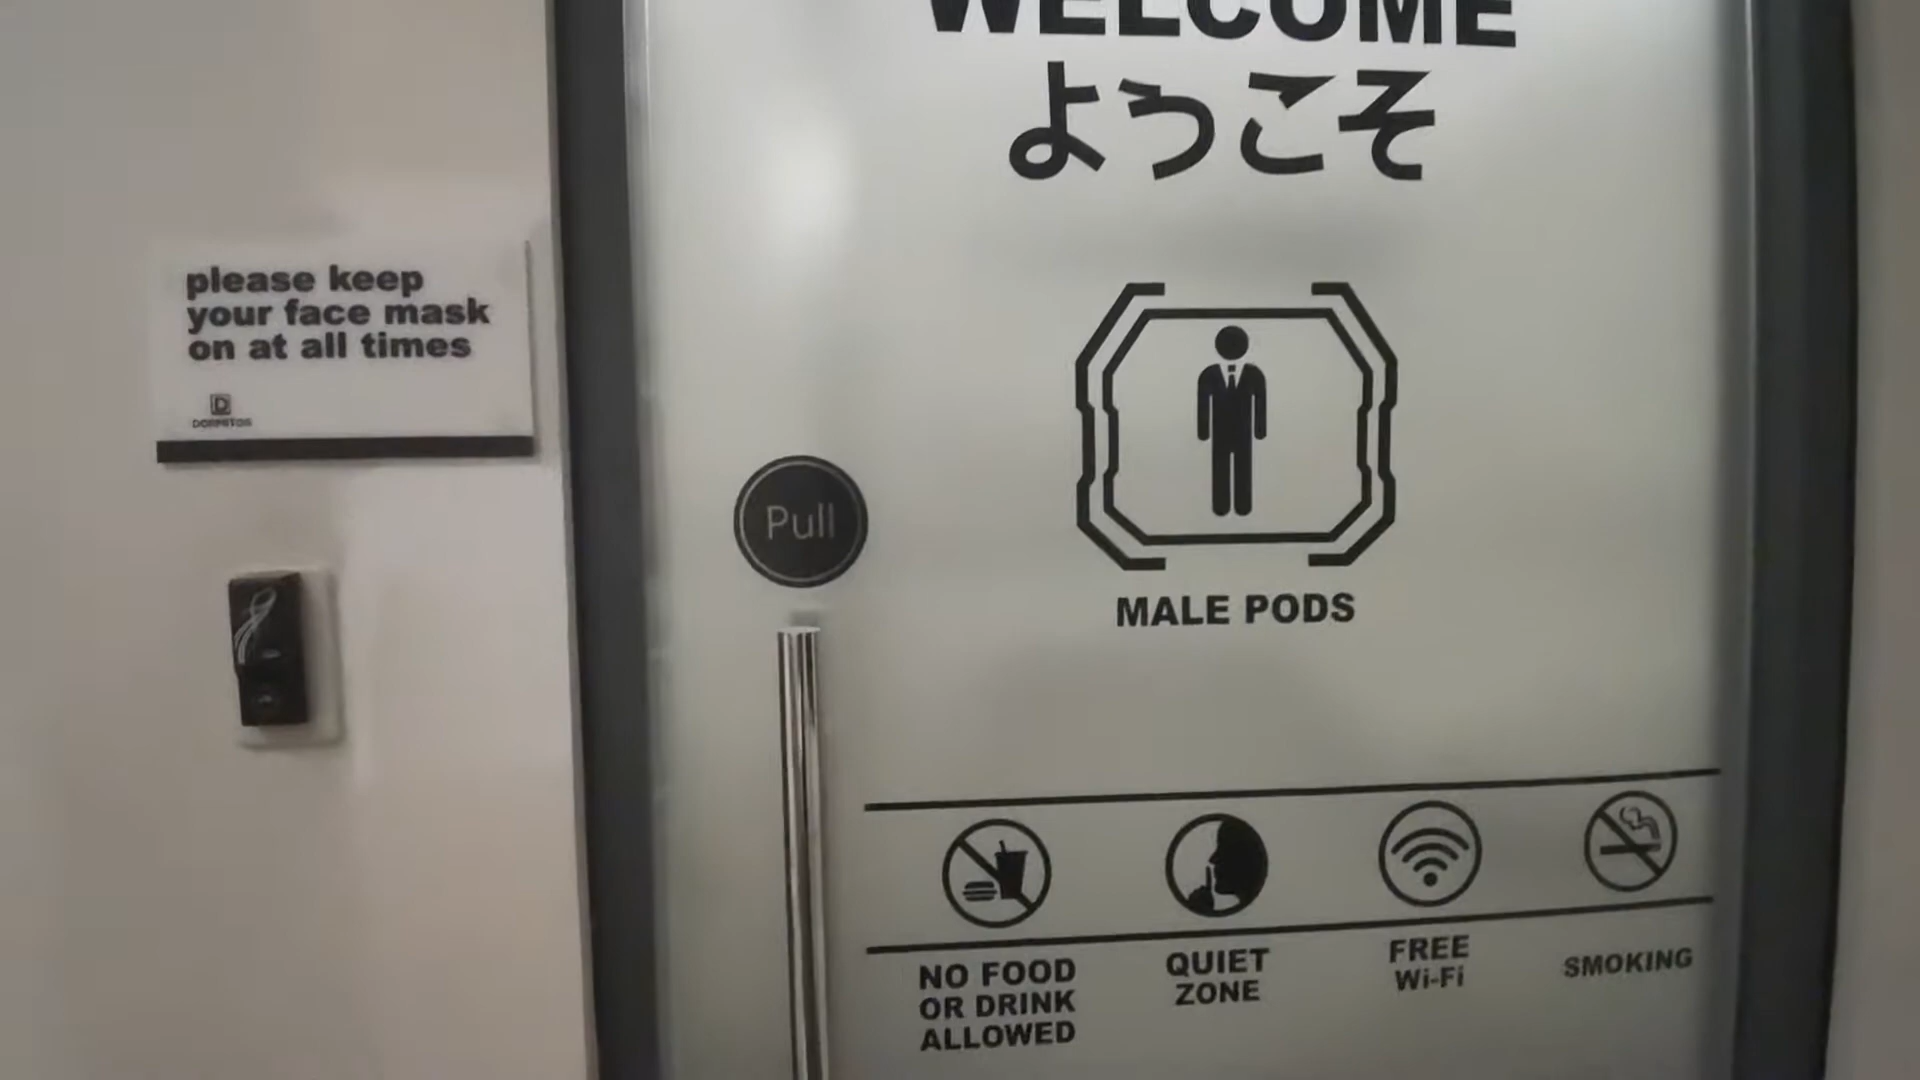 WELCOME
ようこそ
please keep
your face mask
on at all times
D
DORMITOS
Pull
MALE PODS
NO FOOD
OR DRINK
ALLOWED
QUIET
ZONE
FREE
Wi-Fi
SMOKING